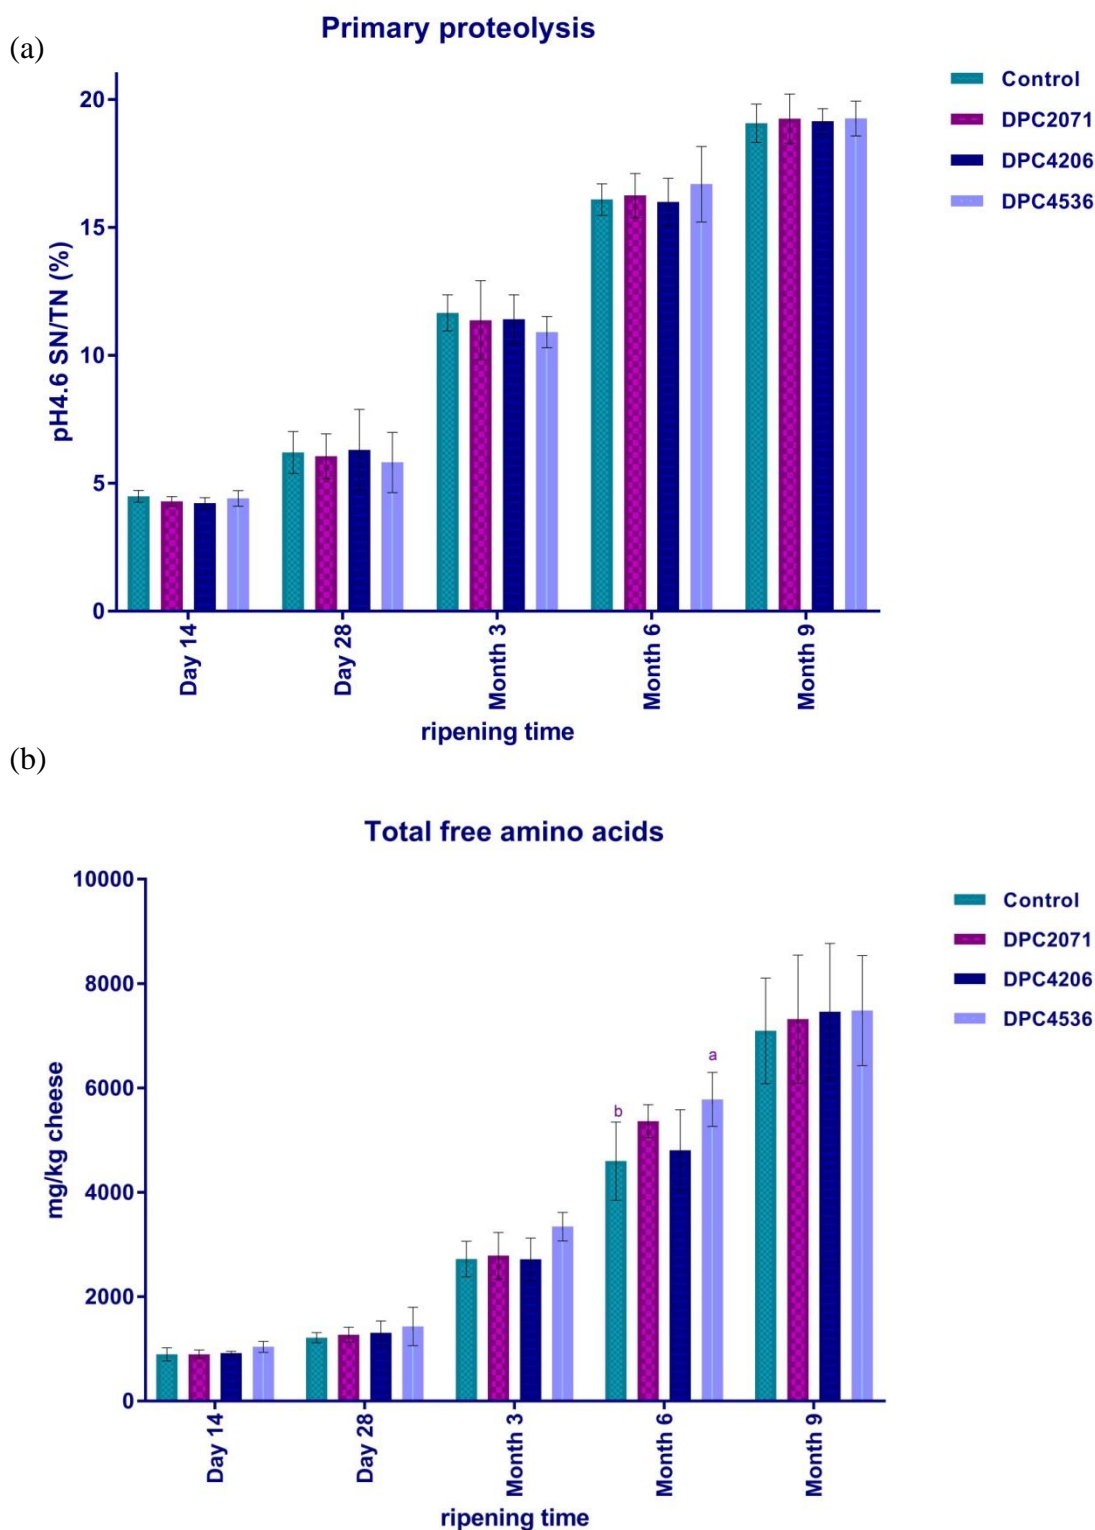 (a)
Primary proteolysis
Control
DPC2071
DPC4206
DPC4536
pH4.6 SN/TN (%)
20
15
10
5
0
Day 14
Day 28
Month 3
Month 6
Month 9
ripening time
(b)
Total free amino acids
Control
DPC2071
DPC4206
DPC4536
mg/kg cheese
10000
8000
6000
4000
2000
0
b
a
Day 14
Day 28
Month 3
Month 6
Month 9
ripening time